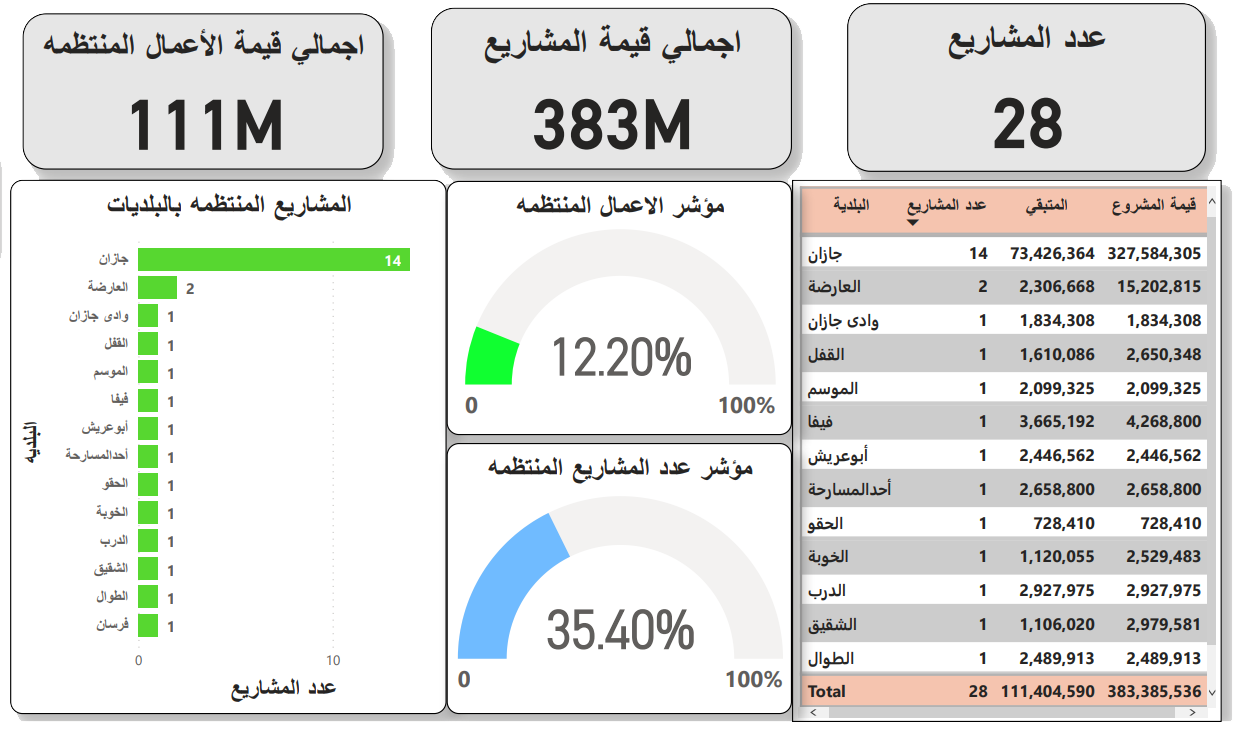 عدد المشاريع
28
اجمالي قيمة المشاريع
383M
اجمالي قيمة الأعمال المنتظمه
111M
قيمة المشروع المتبقي عدد المشاريع البلدية
جازان 14 73,426,364 327,584,305
العارضة 2 2,306,668 15,202,815
وادى جازان 1 1,834,308 1,834,308
القفل 1 1,610,086 2,650,348
الموسم 1 2,099,325 2,099,325
فيفا 1 3,665,192 4,268,800
أبوعريش 1 2,446,562 2,446,562
أحدالمسارحة 1 2,658,800 2,658,800
الحقو 1 728,410 728,410
الخوبة 1 1,120,055 2,529,483
الدرب 1 2,927,975 2,927,975
الشقيق 1 1,106,020 2,979,581
الطوال 1 2,489,913 2,489,913
Total 28 111,404,590 383,385,536
مؤشر الاعمال المنتظمه
12.20%
0 100%
مؤشر عدد المشاريع المنتظمه
35.40%
0 100%
المشاريع المنتظمه بالبلديات
البلديه
جازان 14
العارضة 2
وادى جازان 1
القفل 1
الموسم 1
فيفا 1
أبوعريش 1
أحدالمسارحة 1
الحقو 1
الخوبة 1
الدرب 1
الشقيق 1
الطوال 1
فرسان 1
0 10
عدد المشاريع